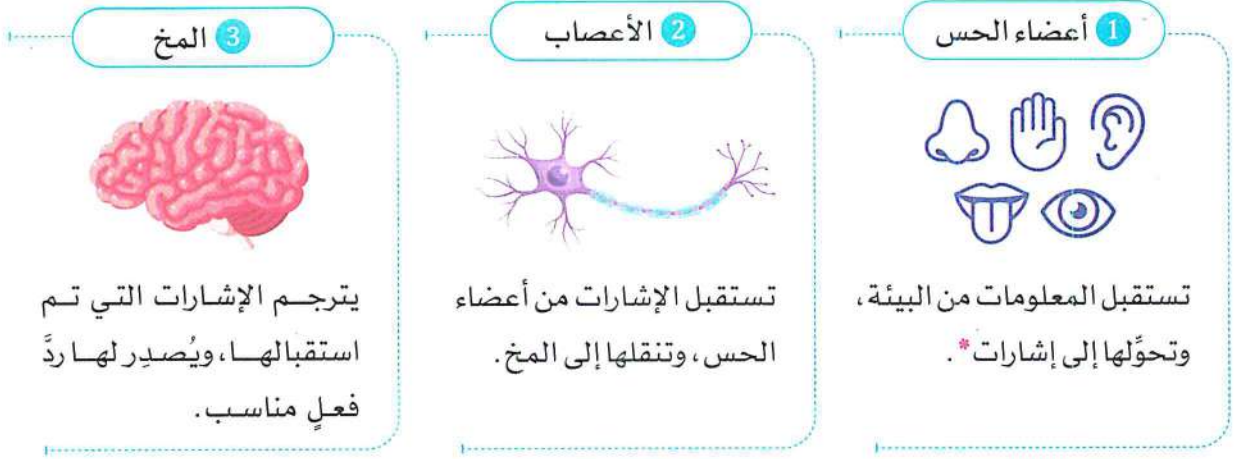 1 أعضاء الحس
تستقبل المعلومات من البيئة،
وتحوِّلها إلى إشارات*.
2 الأعصاب
تستقبل الإشارات من أعضاء
الحس، وتنقلها إلى المخ.
3 المخ
يترجم الإشارات التي تم
استقبالها، ويُصدِر لها ردَّ
فعلٍ مناسب.